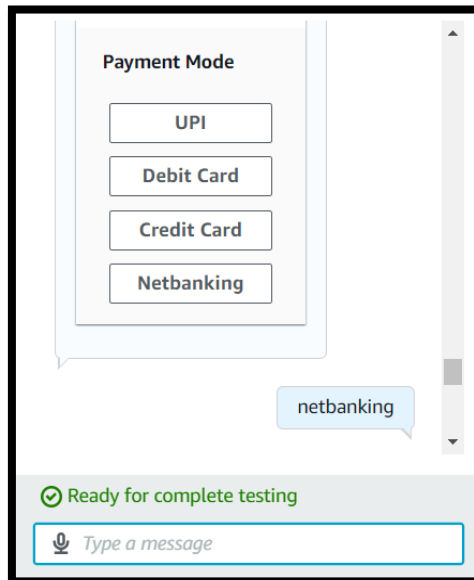 Payment Mode
UPI
Debit Card
Credit Card
Netbanking
netbanking
Ready for complete testing
Type a message